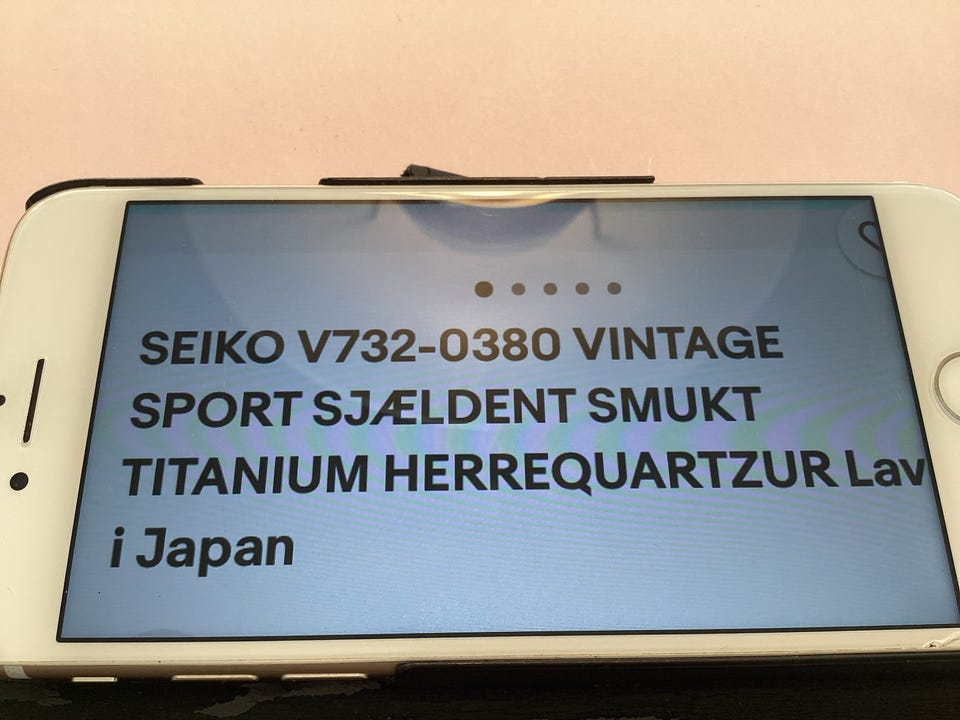 SEIKO V732-0380 VINTAGE
SPORT SJÆLDENT SMUKT
TITANIUM HERREQUARTZUR Lav
i Japan